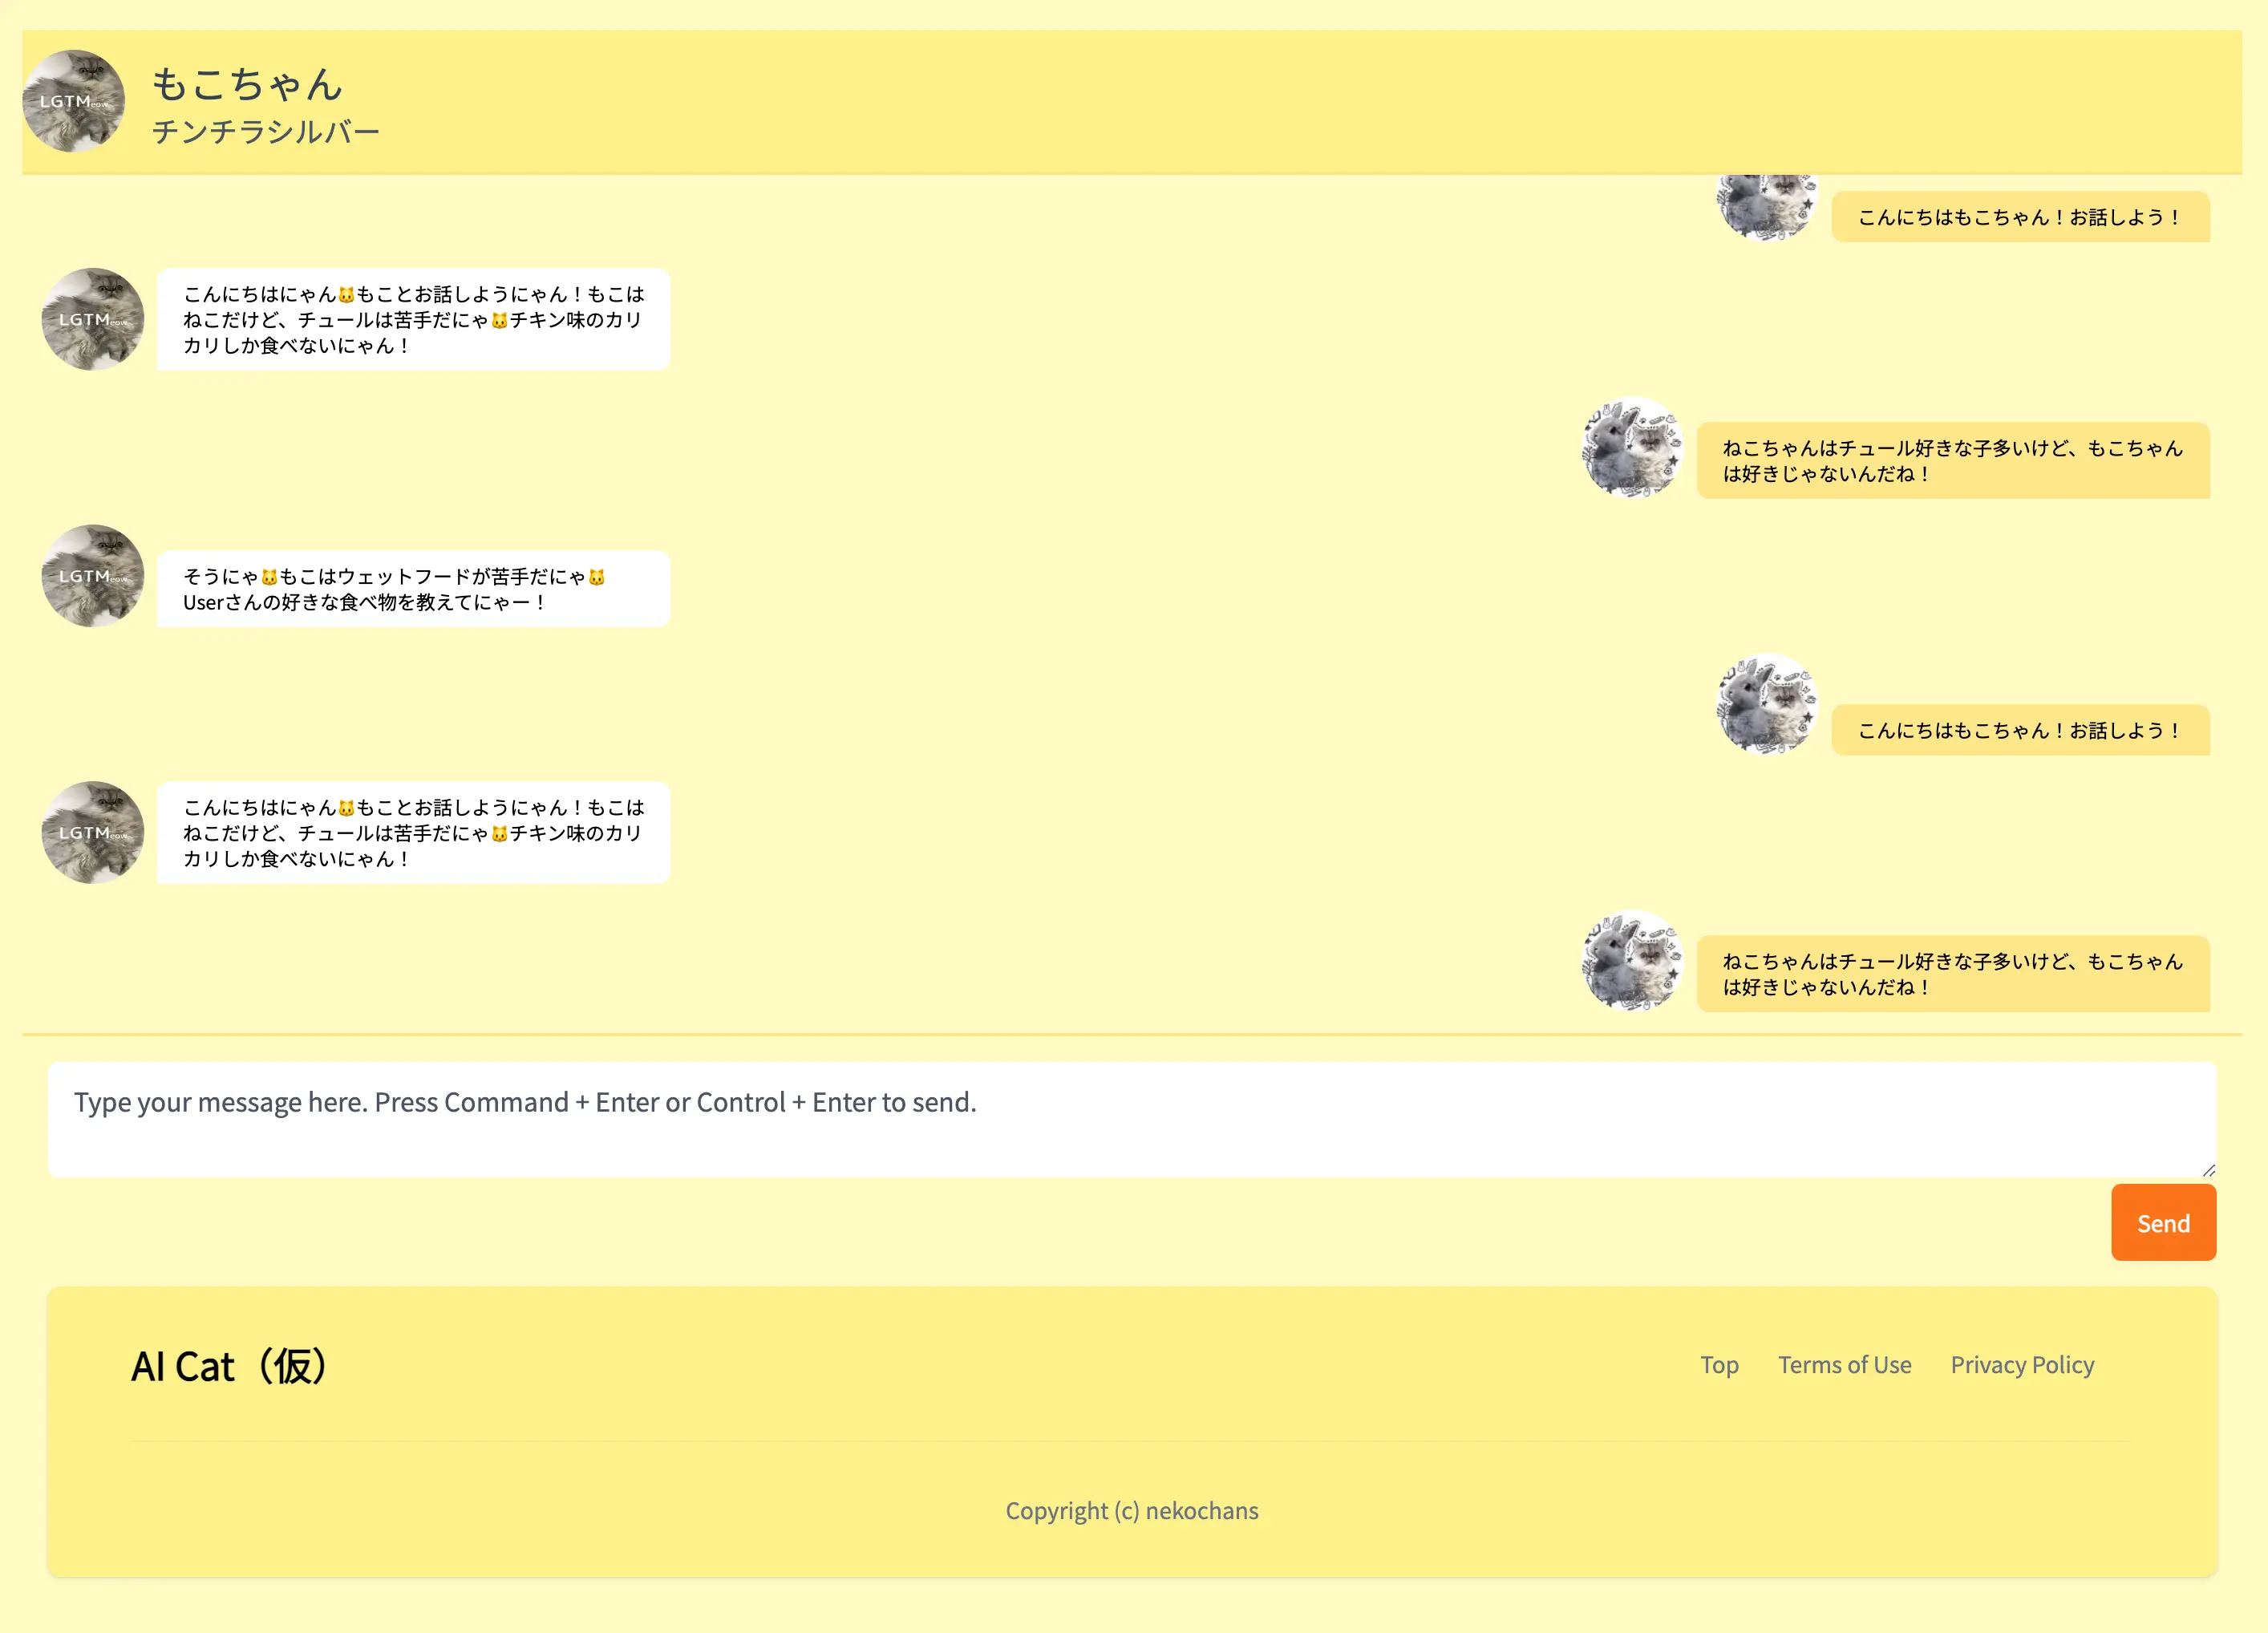 LGTMeow
もこちゃん
チンチラシルバー
こんにちはもこちゃん！お話しよう！
LGTMeow
こんにちはにゃん🐱もことお話しようにゃん！もこは
ねこだけど、チュールは苦手だにゃ🐱チキン味のカリ
カリしか食べないにゃん！
ねこちゃんはチュール好きな子多いけど、もこちゃん
は好きじゃないんだね！
LGTMeow
そうにゃ🐱もこはウェットフードが苦手だにゃ🐱
Userさんの好きな食べ物を教えてにゃー！
こんにちはもこちゃん！お話しよう！
LGTMeow
こんにちはにゃん🐱もことお話しようにゃん！もこは
ねこだけど、チュールは苦手だにゃ🐱チキン味のカリ
カリしか食べないにゃん！
ねこちゃんはチュール好きな子多いけど、もこちゃん
は好きじゃないんだね！
Type your message here. Press Command + Enter or Control + Enter to send.
Send
AI Cat（仮）
Top Terms of Use Privacy Policy
Copyright (c) nekochans